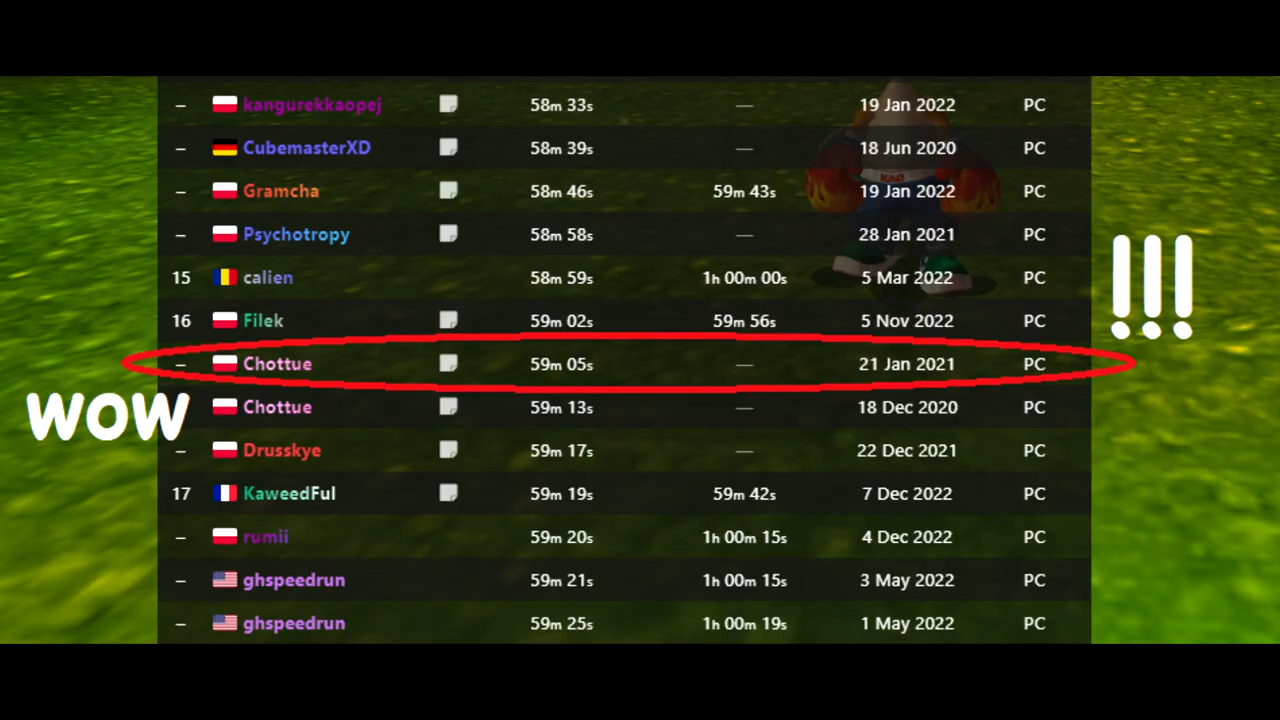 – kangurekkaopej 58m 33s — 19 Jan 2022 PC
– CubemasterXD 58m 39s — 18 Jun 2020 PC
– Gramcha 58m 46s 59m 43s 19 Jan 2022 PC
– Psychotropy 58m 58s — 28 Jan 2021 PC
15 calien 58m 59s 1h 00m 00s 5 Mar 2022 PC
16 Filek 59m 02s 59m 56s 5 Nov 2022 PC
– Chottue 59m 05s — 21 Jan 2021 PC
Chottue 59m 13s — 18 Dec 2020 PC
– Drusskye 59m 17s — 22 Dec 2021 PC
17 KaweedFul 59m 19s 59m 42s 7 Dec 2022 PC
– rumii 59m 20s 1h 00m 15s 4 Dec 2022 PC
– ghspeedrun 59m 21s 1h 00m 15s 3 May 2022 PC
– ghspeedrun 59m 25s 1h 00m 19s 1 May 2022 PC
!!!
WOW
KAO